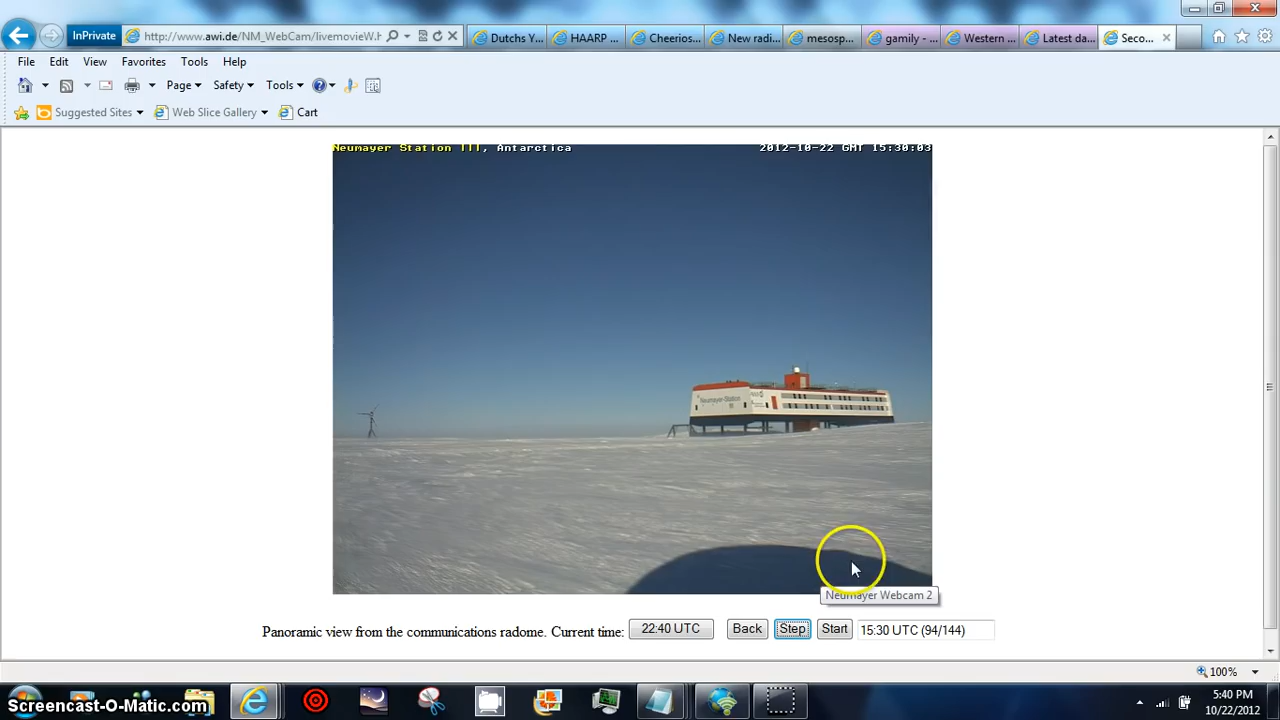 InPrivate
http://www.awi.de/NM_WebCam/livemovieW.h
Dutchs Y...
HAARP ...
Cheerios...
New radi...
mesosp...
gamily - ...
Western ...
Latest da...
Seco...
File Edit View Favorites Tools Help
Page Safety Tools
Suggested Sites Web Slice Gallery Cart
Neumayer Station III, Antarctica 2012-10-22 GMT 15:30:03
Neumayer-Station
Neumayer Webcam 2
Panoramic view from the communications radome. Current time: 22:40 UTC Back Step Start 15:30 UTC (94/144)
100%
Screencast-O-Matic.com
5:40 PM
10/22/2012